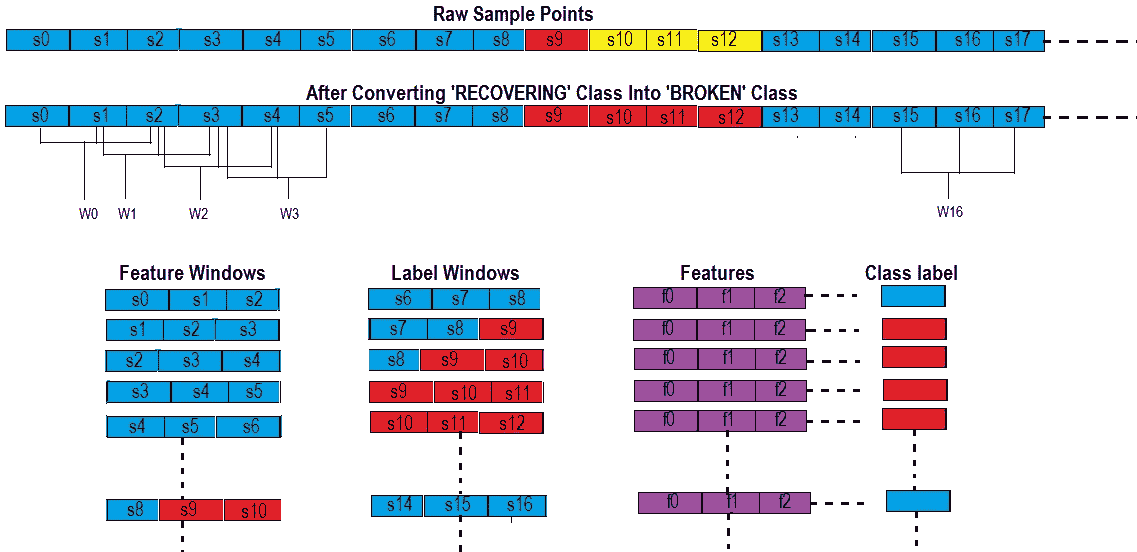 Raw Sample Points
s0 s1 s2 s3 s4 s5 s6 s7 s8 s9 s10 s11 s12 s13 s14 s15 s16 s17
After Converting 'RECOVERING' Class Into 'BROKEN' Class
s0 s1 s2 s3 s4 s5 s6 s7 s8 s9 s10 s11 s12 s13 s14 s15 s16 s17
W0 W1 W2 W3 W16
Feature Windows Label Windows Features Class label
s0 s1 s2 s6 s7 s8 f0 f1 f2
s1 s2 s3 s7 s8 s9 f0 f1 f2
s2 s3 s4 s8 s9 s10 f0 f1 f2
s3 s4 s5 s9 s10 s11 f0 f1 f2
s4 s5 s6 s10 s11 s12 f0 f1 f2
s8 s9 s10 s14 s15 s16 f0 f1 f2